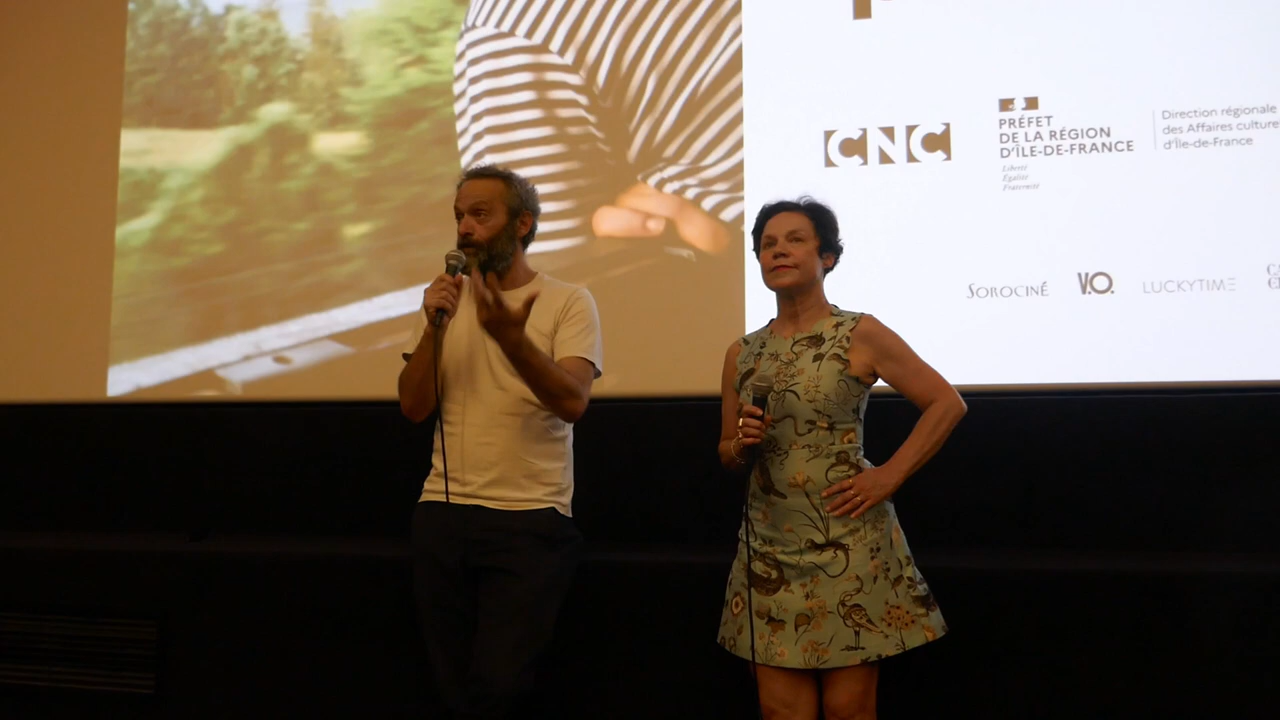 CNC
PRÉFET
DE LA RÉGION
D'ÎLE-DE-FRANCE
Liberté
Égalité
Fraternité
Direction régionale
des Affaires culture
d'Île-de-France
SOROCINÉ
V.O.
LUCKYTIME